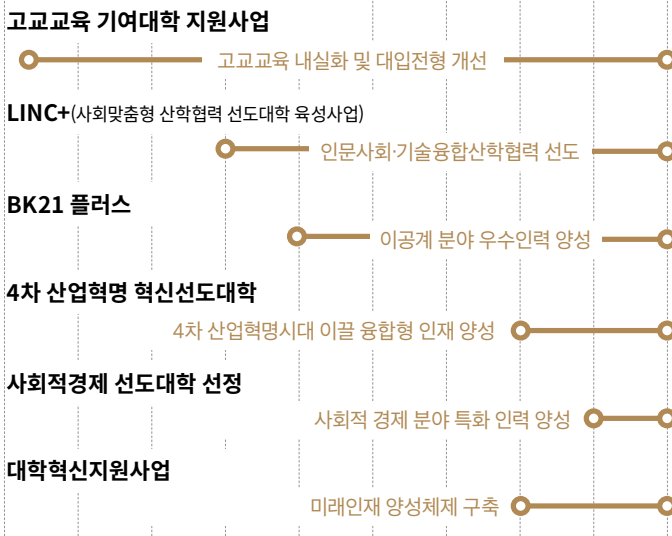 고교교육 기여대학 지원사업
고교교육 내실화 및 대입전형 개선
LINC+(사회맞춤형 산학협력 선도대학 육성사업)
인문사회·기술융합산학협력 선도
BK21 플러스
이공계 분야 우수인력 양성
4차 산업혁명 혁신선도대학
4차 산업혁명시대 이끌 융합형 인재 양성
사회적경제 선도대학 선정
사회적 경제 분야 특화 인력 양성
대학혁신지원사업
미래인재 양성체제 구축